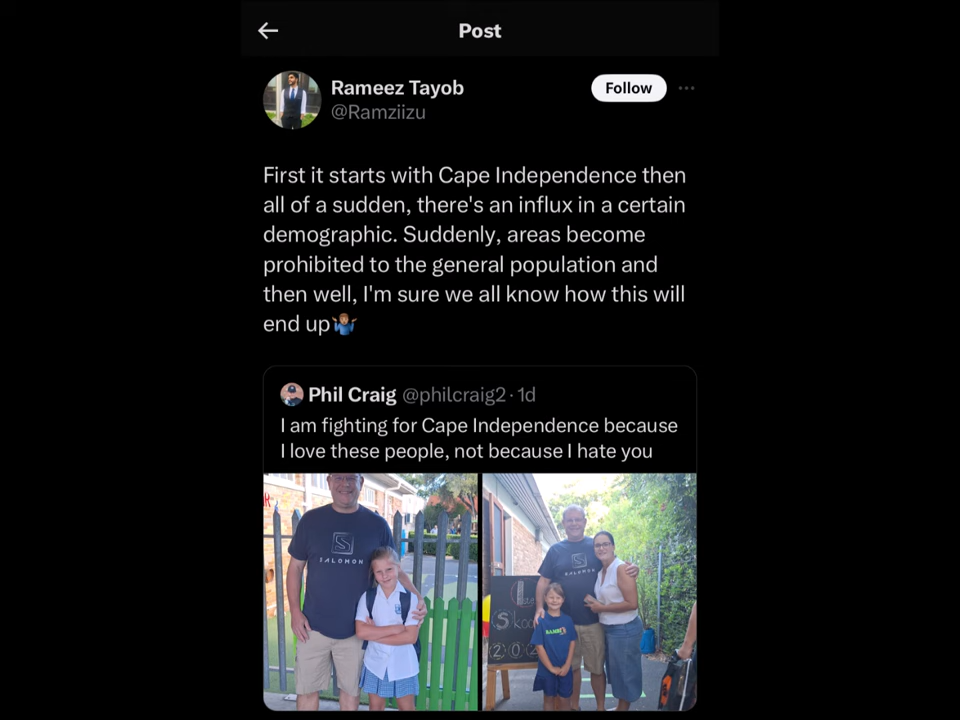 Post
Rameez Tayob
Follow
@Ramziizu
First it starts with Cape Independence then
all of a sudden, there's an influx in a certain
demographic. Suddenly, areas become
prohibited to the general population and
then well, I'm sure we all know how this will
end up🤷🏽‍♂️
Phil Craig @philcraig2 · 1d
I am fighting for Cape Independence because
I love these people, not because I hate you
SALOMON
SALOMON